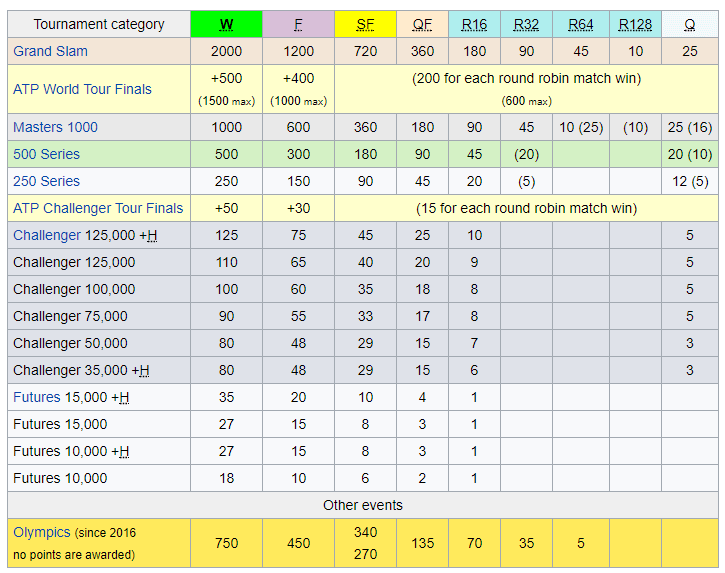 Tournament category W F SF QF R16 R32 R64 R128 Q
Grand Slam 2000 1200 720 360 180 90 45 10 25
ATP World Tour Finals +500 +400 (200 for each round robin match win)
(1500 max) (1000 max) (600 max)
Masters 1000 1000 600 360 180 90 45 10 (25) (10) 25 (16)
500 Series 500 300 180 90 45 (20) 20 (10)
250 Series 250 150 90 45 20 (5) 12 (5)
ATP Challenger Tour Finals +50 +30 (15 for each round robin match win)
Challenger 125,000 +H 125 75 45 25 10 5
Challenger 125,000 110 65 40 20 9 5
Challenger 100,000 100 60 35 18 8 5
Challenger 75,000 90 55 33 17 8 5
Challenger 50,000 80 48 29 15 7 3
Challenger 35,000 +H 80 48 29 15 6 3
Futures 15,000 +H 35 20 10 4 1
Futures 15,000 27 15 8 3 1
Futures 10,000 +H 27 15 8 3 1
Futures 10,000 18 10 6 2 1
Other events
Olympics (since 2016 750 450 340 135 70 35 5
no points are awarded) 270